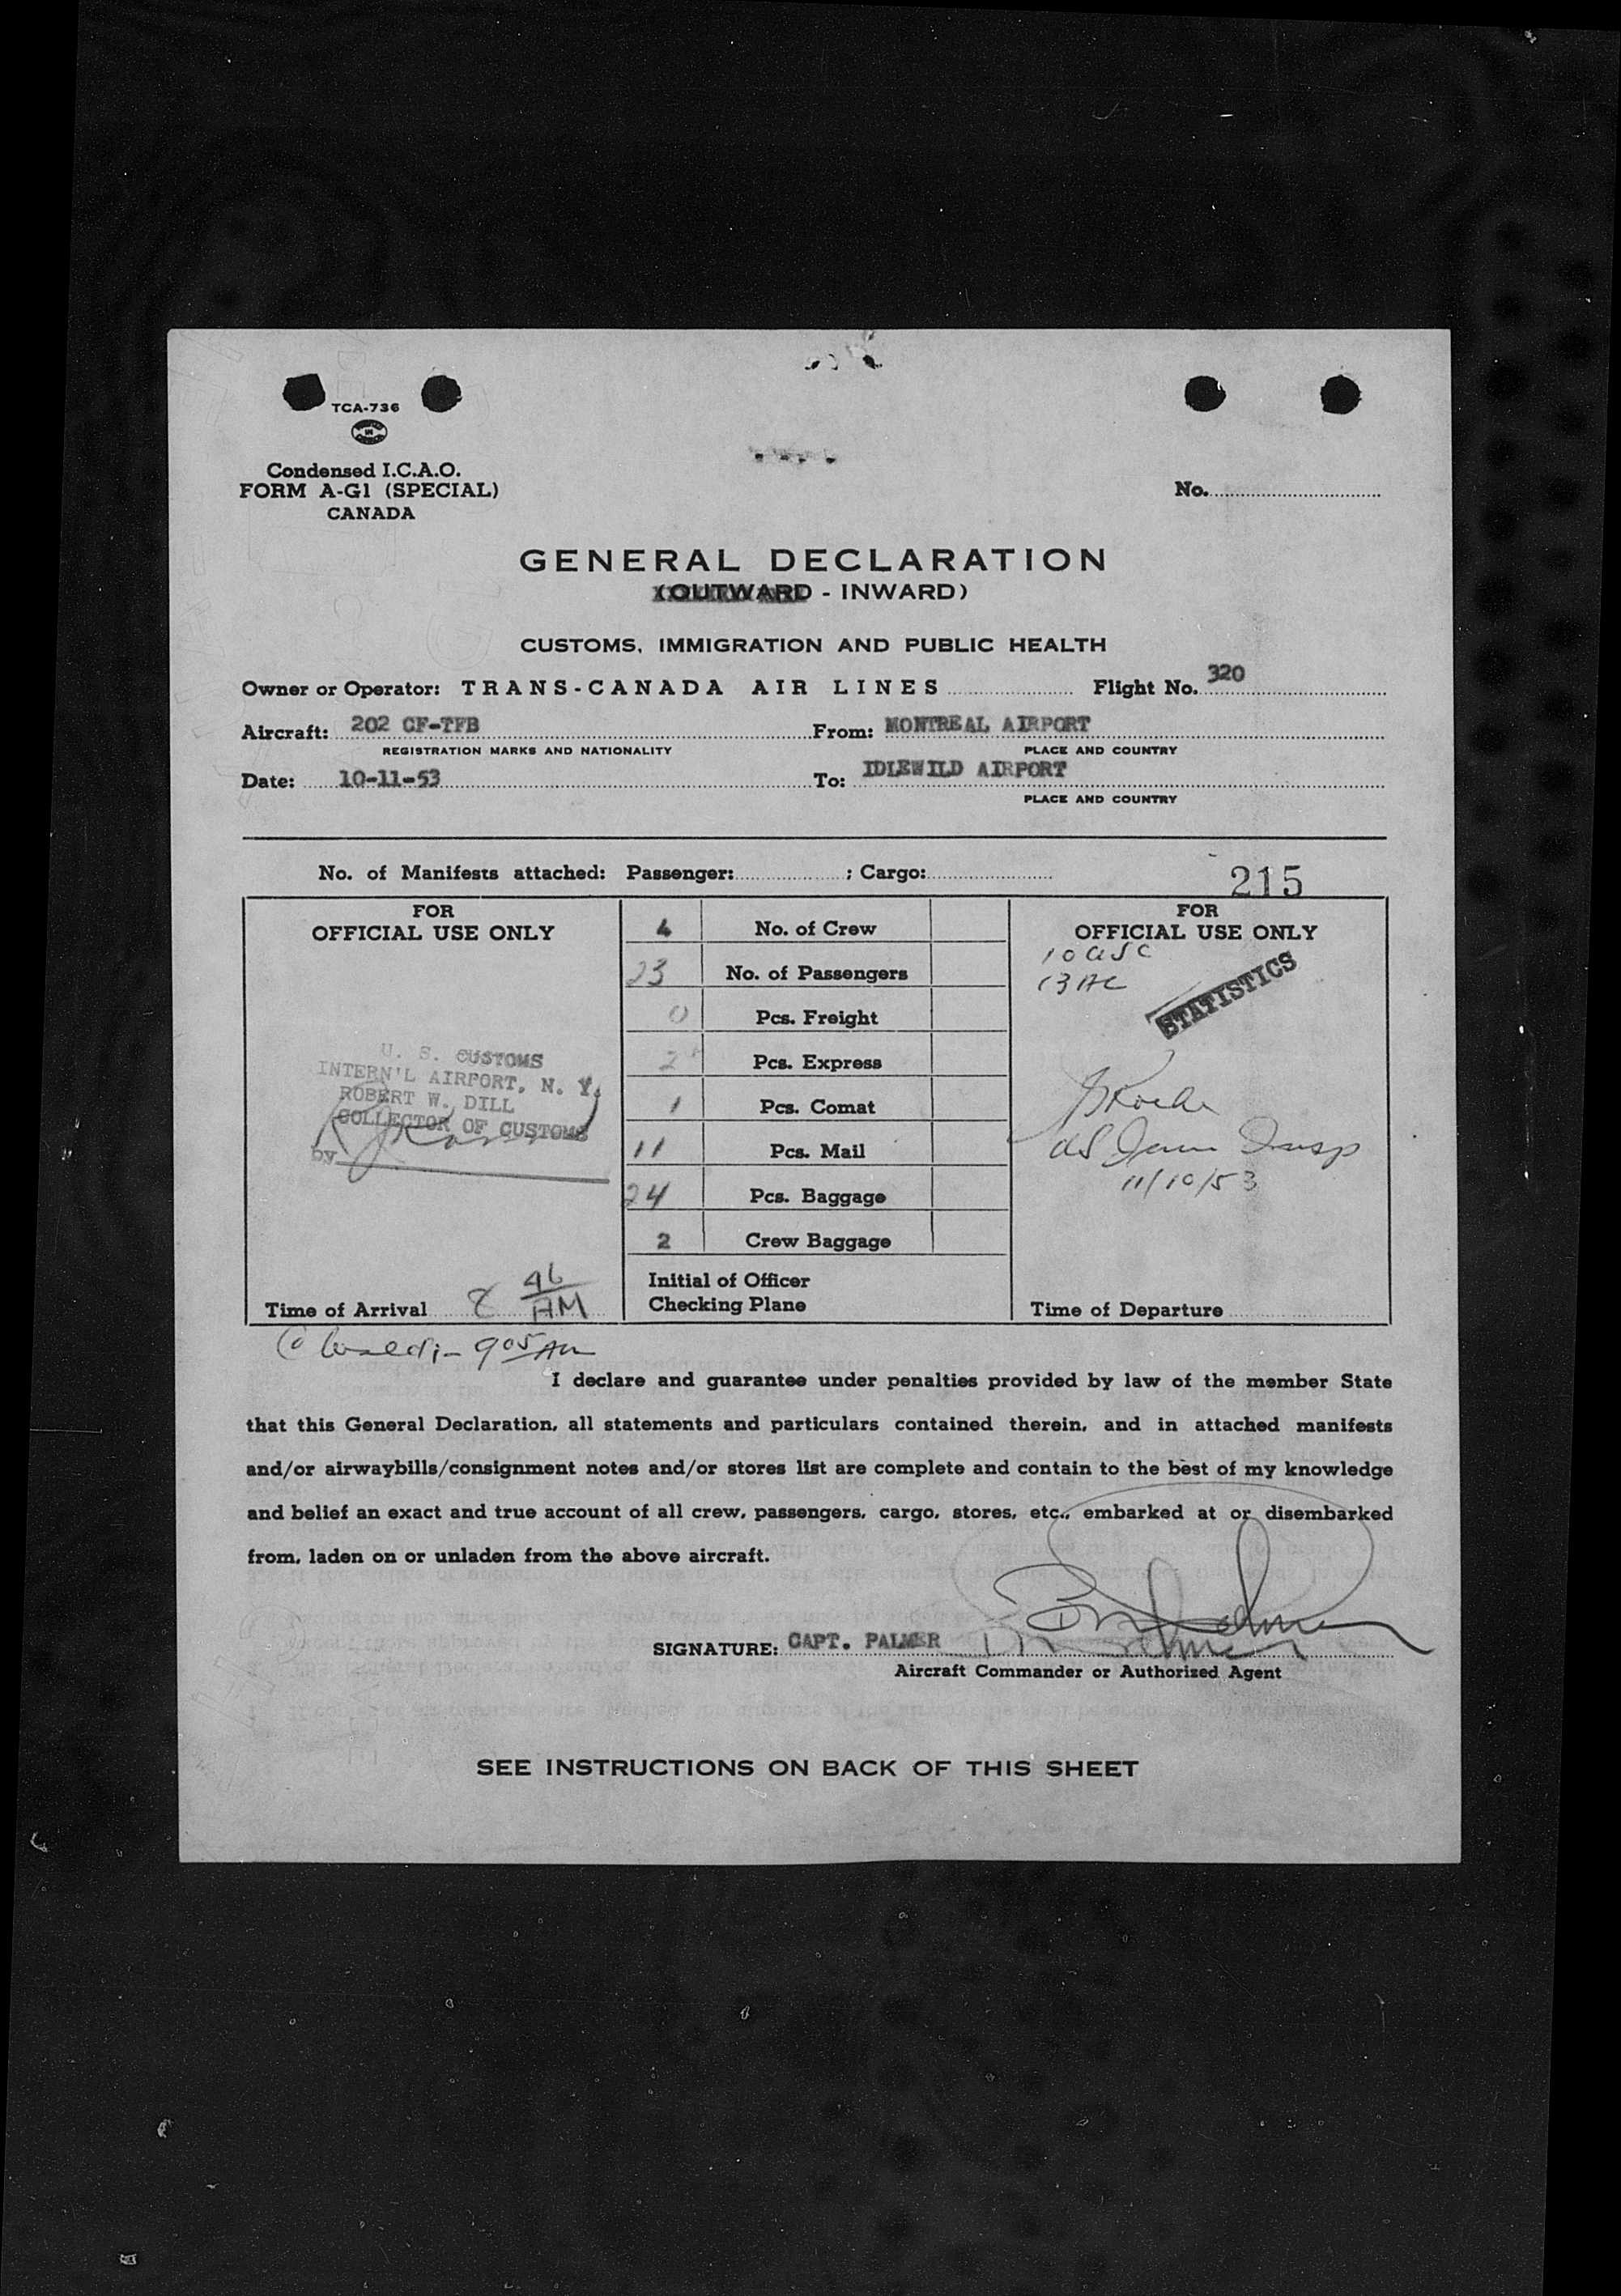 TCA-736
Condensed I.C.A.O.
FORM A-G1 (SPECIAL)
CANADA
No.
GENERAL DECLARATION
(OUTWARD - INWARD)
CUSTOMS, IMMIGRATION AND PUBLIC HEALTH
Owner or Operator: TRANS-CANADA AIR LINES Flight No. 320
Aircraft: 202 CF-TFB From: MONTREAL AIRPORT
REGISTRATION MARKS AND NATIONALITY PLACE AND COUNTRY
Date: 10-11-53 To: IDLEWILD AIRPORT
PLACE AND COUNTRY
No. of Manifests attached: Passenger: ; Cargo: 215
FOR
OFFICIAL USE ONLY
U. S. CUSTOMS
INTERN'L AIRPORT, N. Y.
ROBERT W. DILL
COLLECTOR OF CUSTOMS
by
Time of Arrival 8 46 AM
4 No. of Crew
23 No. of Passengers
0 Pcs. Freight
Pcs. Express
1 Pcs. Comat
11 Pcs. Mail
24 Pcs. Baggage
2 Crew Baggage
Initial of Officer
Checking Plane
FOR
OFFICIAL USE ONLY
10 USC
13 AC
STATISTICS
Insp
11/10/53
Time of Departure
905 AM
I declare and guarantee under penalties provided by law of the member State
that this General Declaration, all statements and particulars contained therein, and in attached manifests
and/or airwaybills/consignment notes and/or stores list are complete and contain to the best of my knowledge
and belief an exact and true account of all crew, passengers, cargo, stores, etc., embarked at or disembarked
from, laden on or unladen from the above aircraft.
SIGNATURE: CAPT. PALMER
Aircraft Commander or Authorized Agent
SEE INSTRUCTIONS ON BACK OF THIS SHEET